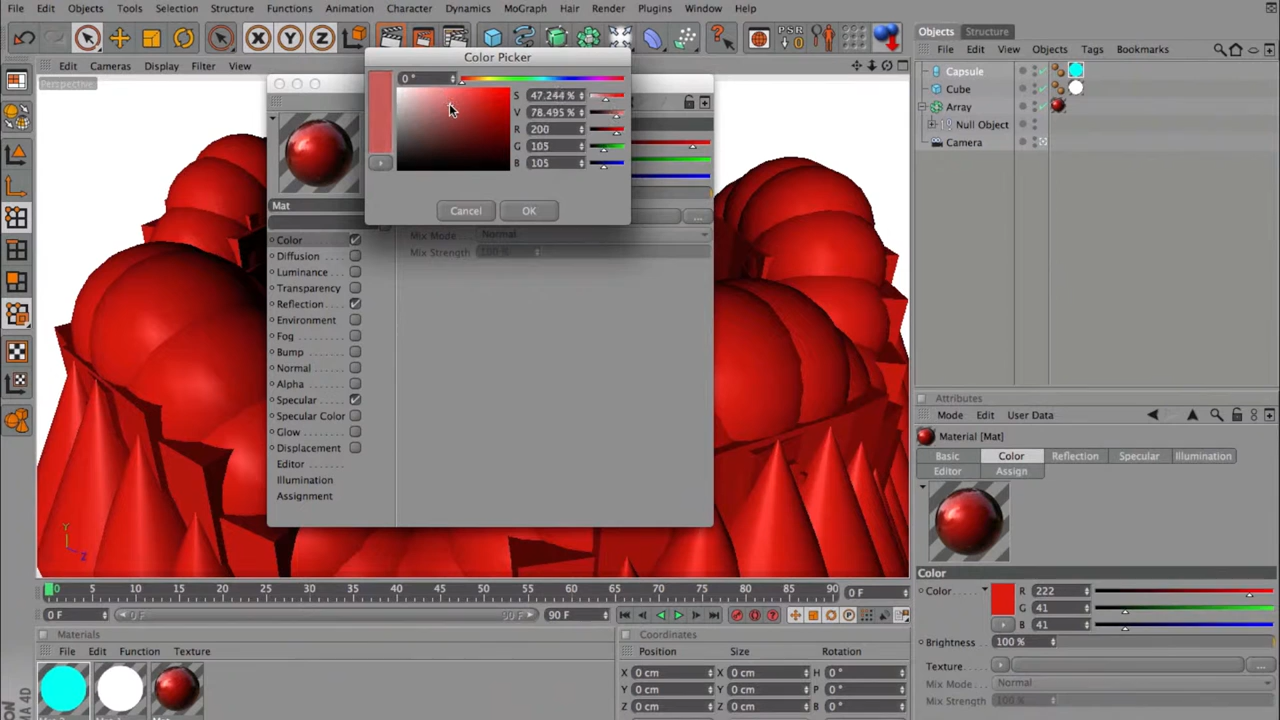 File Edit Objects Tools Selection Structure Functions Animation Character Dynamics MoGraph Hair Render Plugins Window Help
X Y Z PSR
Objects Structure
File Edit View Objects Tags Bookmarks
Cameras Display Filter View
Perspective
Color Picker
0 °
S 47.244 %
V 78.495 %
R 200
G 105
B 105
Cancel OK
Capsule
Cube
Array
Null Object
Camera
Mat
Mix Mode Normal
Mix Strength 100 %
Color
Diffusion
Luminance
Transparency
Reflection
Environment
Fog
Bump
Normal
Alpha
Specular
Specular Color
Glow
Displacement
Editor
Illumination
Assignment
Y
Z
Attributes
Mode Edit User Data
Material [Mat]
Basic Color Reflection Specular Illumination
Editor Assign
Color
Color R 222
G 41
B 41
Brightness 100 %
Texture
Mix Mode Normal
Mix Strength 100 %
0 5 10 15 20 25 30 35 40 45 50 55 60 65 70 75 80 85 90 0 F
0 F 0 F 90 F 90 F
Materials
File Edit Function Texture
Coordinates
Position Size Rotation
X 0 cm X 0 cm H 0 °
Y 0 cm Y 0 cm P 0 °
Z 0 cm Z 0 cm B 0 °